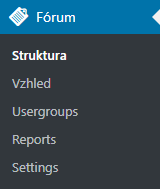 Fórum
Struktura
Vzhled
Usergroups
Reports
Settings